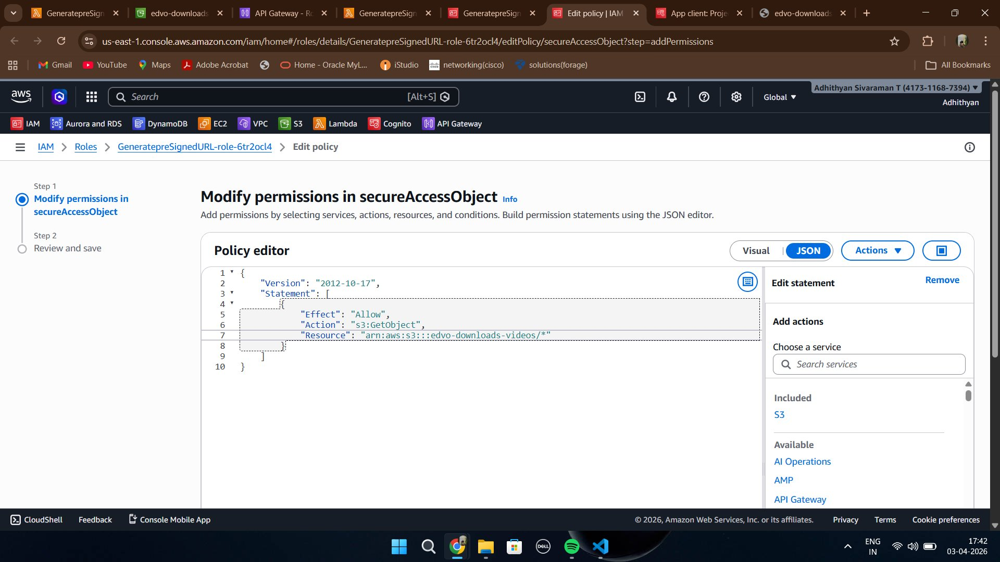 GeneratepreSign
edvo-downloads
API Gateway - Ro
GeneratepreSign
GeneratepreSign
Edit policy | IAM
App client: Proje
edvo-downloads
us-east-1.console.aws.amazon.com/iam/home#/roles/details/GeneratepreSignedURL-role-6tr2ocl4/editPolicy/secureAccessObject?step=addPermissions
Gmail
YouTube
Maps
Adobe Acrobat
Home - Oracle MyL...
iStudio
networking(cisco)
solutions(forage)
All Bookmarks
aws
Search
[Alt+S]
Global
Adhithyan Sivaraman T (4173-1168-7394)
Adhithyan
IAM
Aurora and RDS
DynamoDB
EC2
VPC
S3
Lambda
Cognito
API Gateway
IAM
Roles
GeneratepreSignedURL-role-6tr2ocl4
Edit policy
Step 1
Modify permissions in
secureAccessObject
Step 2
Review and save
Modify permissions in secureAccessObject Info
Add permissions by selecting services, actions, resources, and conditions. Build permission statements using the JSON editor.
Policy editor
Visual
JSON
Actions
1 {
2 "Version": "2012-10-17",
3 "Statement": [
4 {
5 "Effect": "Allow",
6 "Action": "s3:GetObject",
7 "Resource": "arn:aws:s3:::edvo-downloads-videos/*"
8 }
9 ]
10 }
Edit statement
Remove
Add actions
Choose a service
Search services
Included
S3
Available
AI Operations
AMP
API Gateway
CloudShell
Feedback
Console Mobile App
© 2026, Amazon Web Services, Inc. or its affiliates.
Privacy
Terms
Cookie preferences
DELL
ENG
IN
17:42
03-04-2026